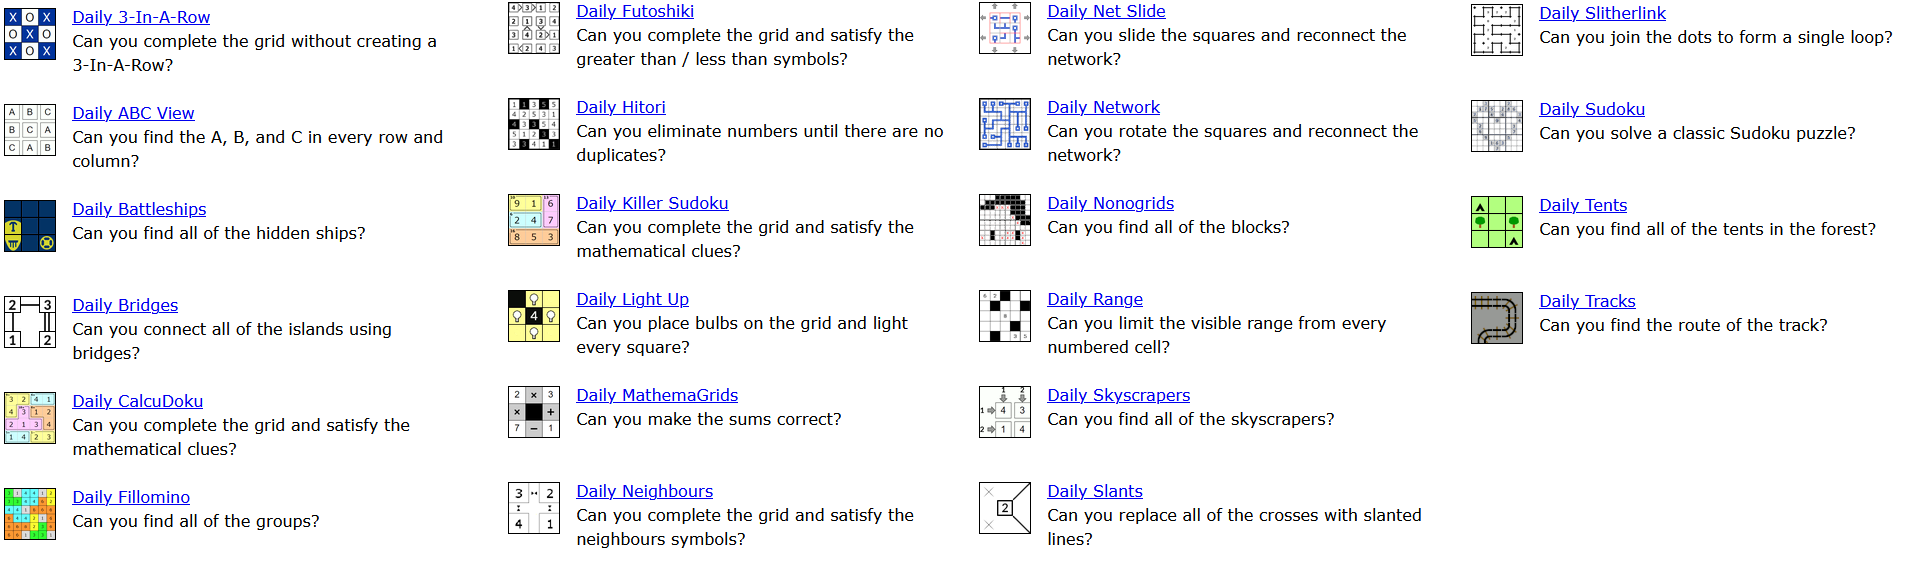 Daily 3-In-A-Row
Can you complete the grid without creating a
3-In-A-Row?
Daily ABC View
Can you find the A, B, and C in every row and
column?
Daily Battleships
Can you find all of the hidden ships?
Daily Bridges
Can you connect all of the islands using
bridges?
Daily CalcuDoku
Can you complete the grid and satisfy the
mathematical clues?
Daily Fillomino
Can you find all of the groups?
Daily Futoshiki
Can you complete the grid and satisfy the
greater than / less than symbols?
Daily Hitori
Can you eliminate numbers until there are no
duplicates?
Daily Killer Sudoku
Can you complete the grid and satisfy the
mathematical clues?
Daily Light Up
Can you place bulbs on the grid and light
every square?
Daily MathemaGrids
Can you make the sums correct?
Daily Neighbours
Can you complete the grid and satisfy the
neighbours symbols?
Daily Net Slide
Can you slide the squares and reconnect the
network?
Daily Network
Can you rotate the squares and reconnect the
network?
Daily Nonogrids
Can you find all of the blocks?
Daily Range
Can you limit the visible range from every
numbered cell?
Daily Skyscrapers
Can you find all of the skyscrapers?
Daily Slants
Can you replace all of the crosses with slanted
lines?
Daily Slitherlink
Can you join the dots to form a single loop?
Daily Sudoku
Can you solve a classic Sudoku puzzle?
Daily Tents
Can you find all of the tents in the forest?
Daily Tracks
Can you find the route of the track?